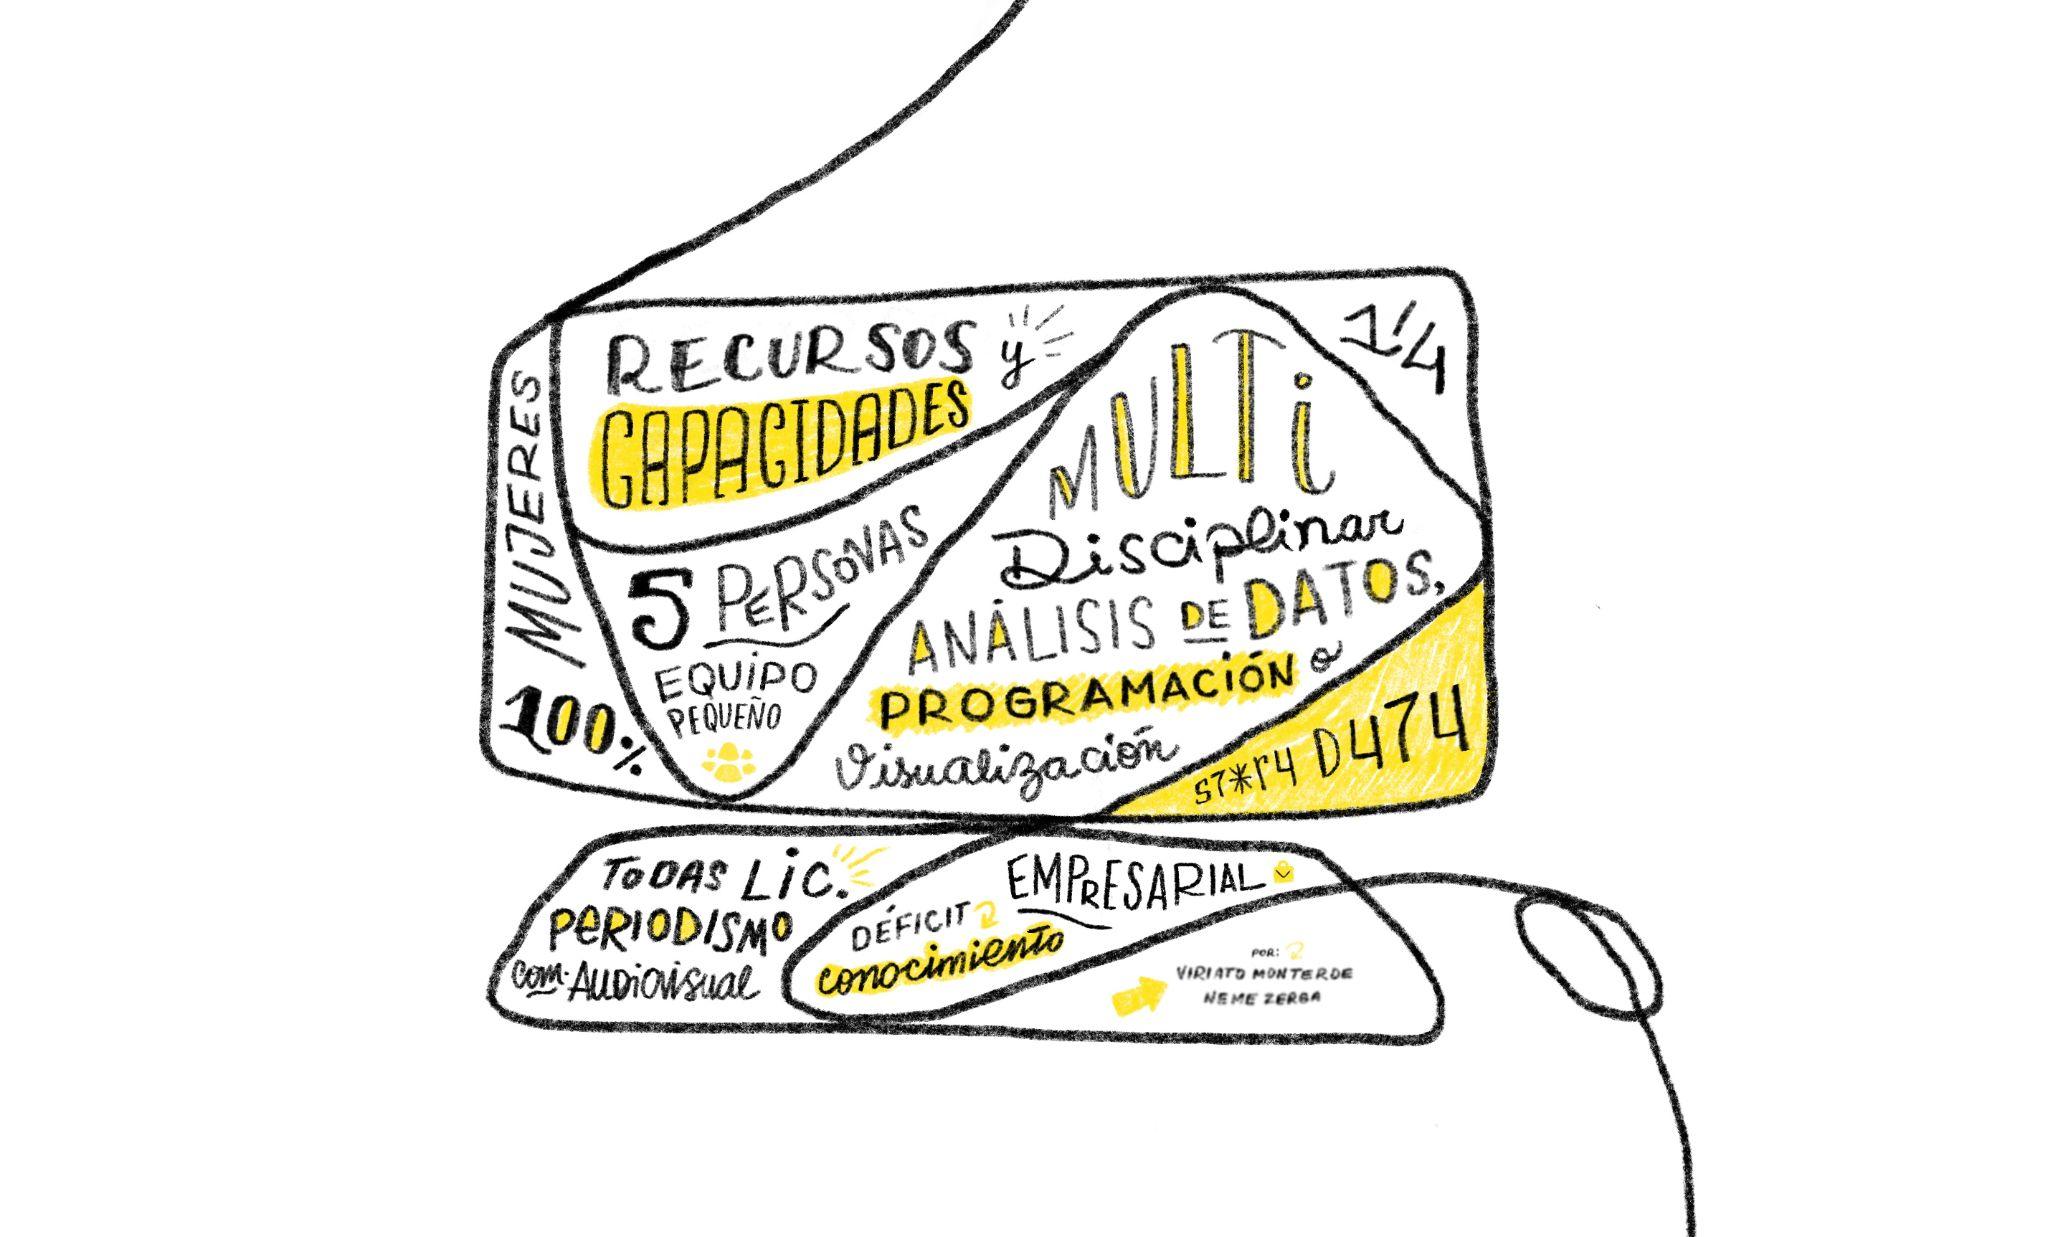 RECURSOS y
CAPACIDADES
1/4
MUJERES
100%
5 PERSONAS
EQUIPO
PEQUEÑO
MULTi
Disciplinar
ANÁLISIS DE DATOS,
PROGRAMACIÓN o
Visualización
s7*r4 D474
TODAS LiC.
PERIODISMO
com. Audiovisual
DÉFICIT
conocimiento
EMPRESARIAL
POR:
VIRIATO MONTERDE
NEME ZERGA